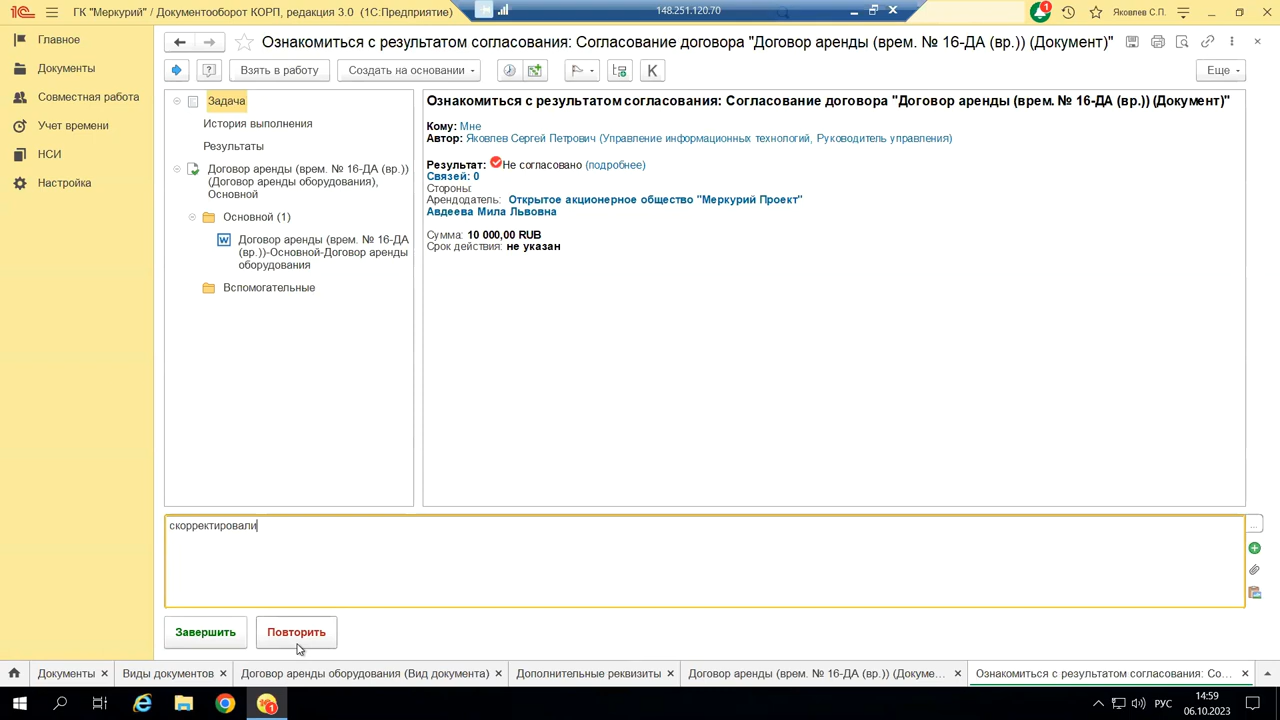 ГК "Меркурий" / Документооборот КОРП, редакция 3.0 (1С:Предприятие)
148.251.120.70
1
Яковлев С.П.
Главное
Документы
Совместная работа
Учет времени
НСИ
Настройка
Ознакомиться с результатом согласования: Согласование договора "Договор аренды (врем. № 16-ДА (вр.)) (Документ)"
Взять в работу
Создать на основании
Еще
Задача
История выполнения
Результаты
Договор аренды (врем. № 16-ДА (вр.))
(Договор аренды оборудования),
Основной
Основной (1)
Договор аренды (врем. № 16-ДА
(вр.))-Основной-Договор аренды
оборудования
Вспомогательные
Ознакомиться с результатом согласования: Согласование договора "Договор аренды (врем. № 16-ДА (вр.)) (Документ)"
Кому: Мне
Автор: Яковлев Сергей Петрович (Управление информационных технологий, Руководитель управления)
Результат: Не согласовано (подробнее)
Связей: 0
Стороны:
Арендодатель: Открытое акционерное общество "Меркурий Проект"
Авдеева Мила Львовна
Сумма: 10 000,00 RUB
Срок действия: не указан
скорректировали
...
Завершить
Повторить
Документы
Виды документов
Договор аренды оборудования (Вид документа)
Дополнительные реквизиты
Договор аренды (врем. № 16-ДА (вр.)) (Докуме...
Ознакомиться с результатом согласования: Со...
1
РУС
14:59
06.10.2023